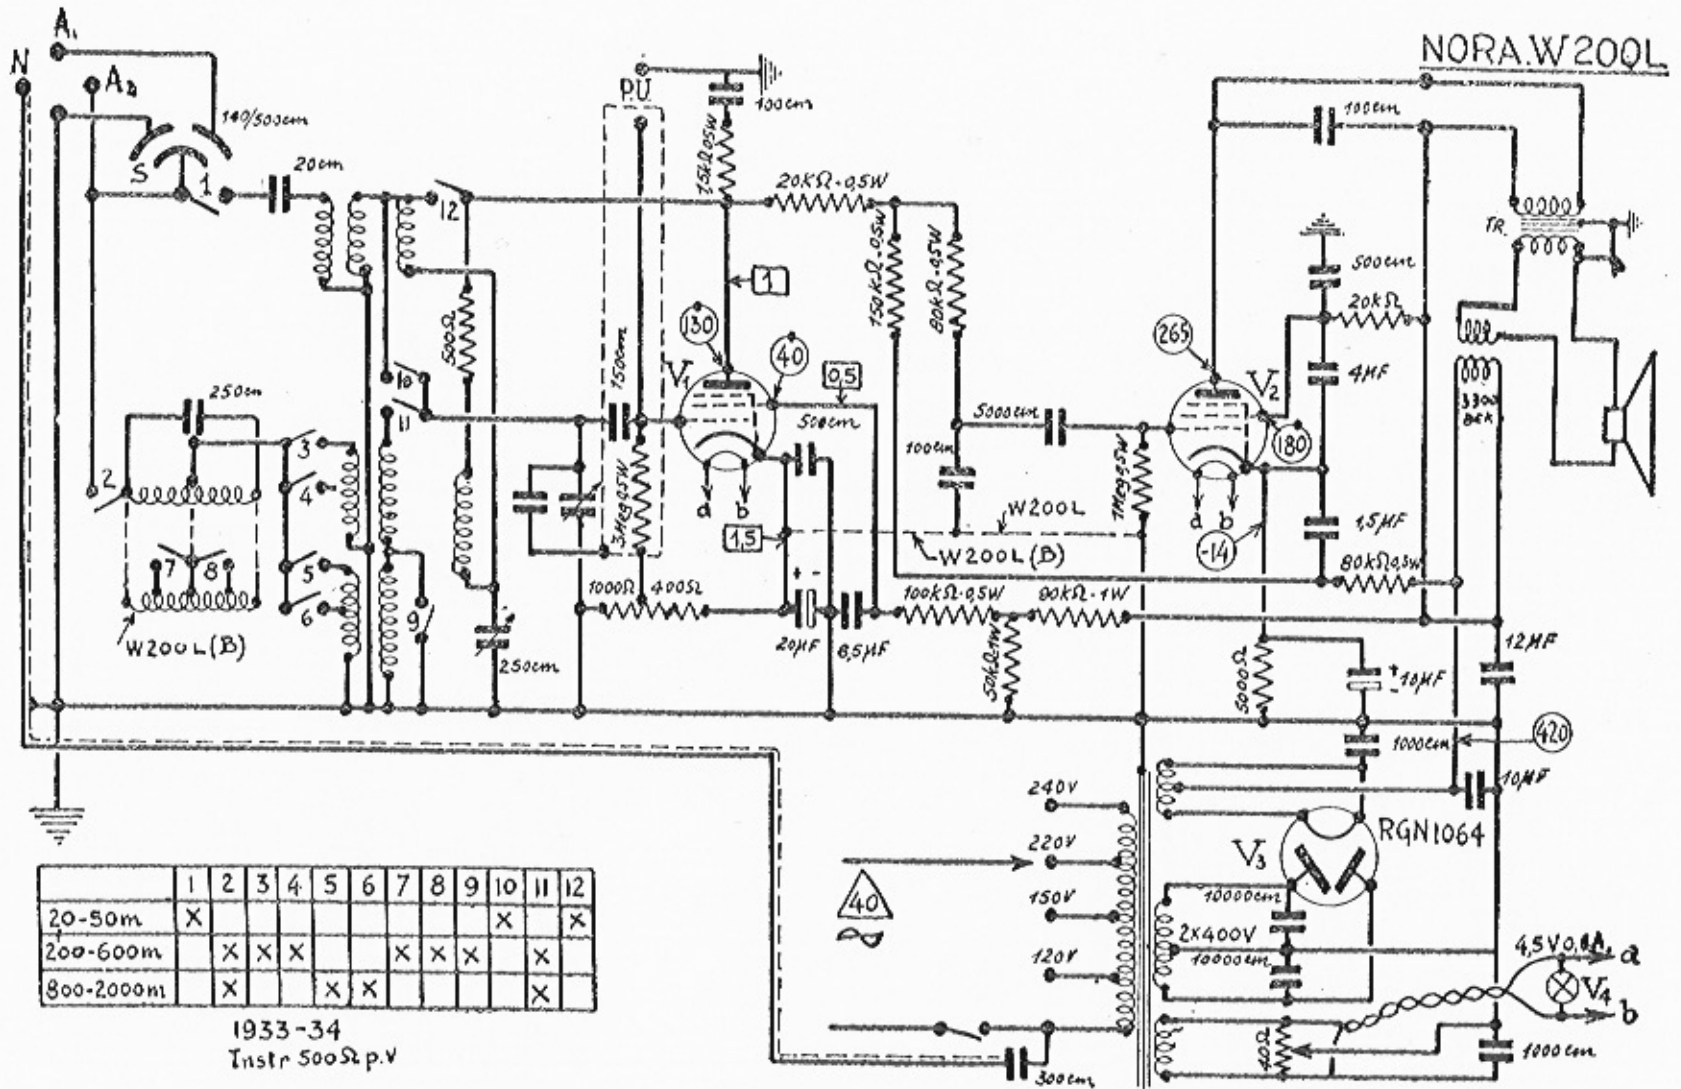 NORA.W200L
A1
N
A2
P.U.
100cm
140/500cm
S
1
20cm
12
15kΩ 0,5W
20KΩ-0,5W
100cm
TR.
150kΩ-0,5W
80kΩ-0,5W
500cm
20KΩ
500Ω
1
130
40
V1
150cm
0,5
500cm
265
V2
4µF
180
3300
250cm
10
11
2
3
4
5
6
7
8
9
3Meg 0,5W
a b
1,5
5000cm
100cm
1Meg 0,5W
W200L
W200L(B)
a b
-14
1,5µF
80KΩ 0,5W
W200L(B)
1000Ω 400Ω
+ -
20µF
0,5µF
100kΩ-0,5W
90kΩ-1W
50kΩ-1W
250cm
5000Ω
10µF
+
-
12µF
1000cm
420
10µF
240V
220V
150V
120V
40
V3
RGN1064
10000cm
2X400V
10000cm
4,5V
a
V4
b
40Ω
1000cm
300cm
1 2 3 4 5 6 7 8 9 10 11 12
20-50m X X X
200-600m X X X X X X X
800-2000m X X X X
1933-34
Instr 500Ω p.V